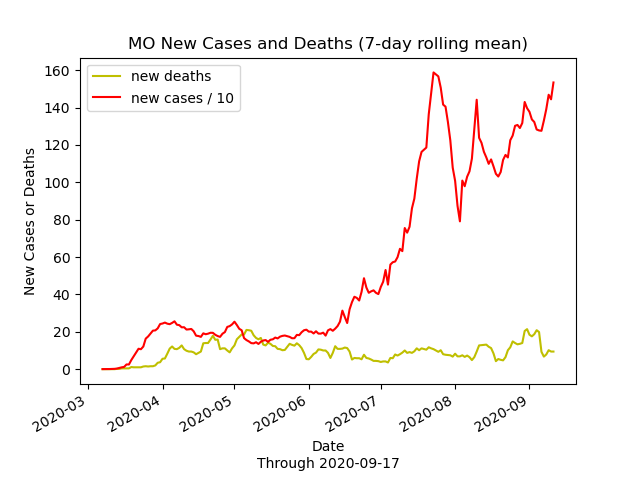 MO New Cases and Deaths (7-day rolling mean)
new deaths
new cases / 10
160
140
120
100
80
60
40
20
0
New Cases or Deaths
2020-03
2020-04
2020-05
2020-06
2020-07
2020-08
2020-09
Date
Through 2020-09-17